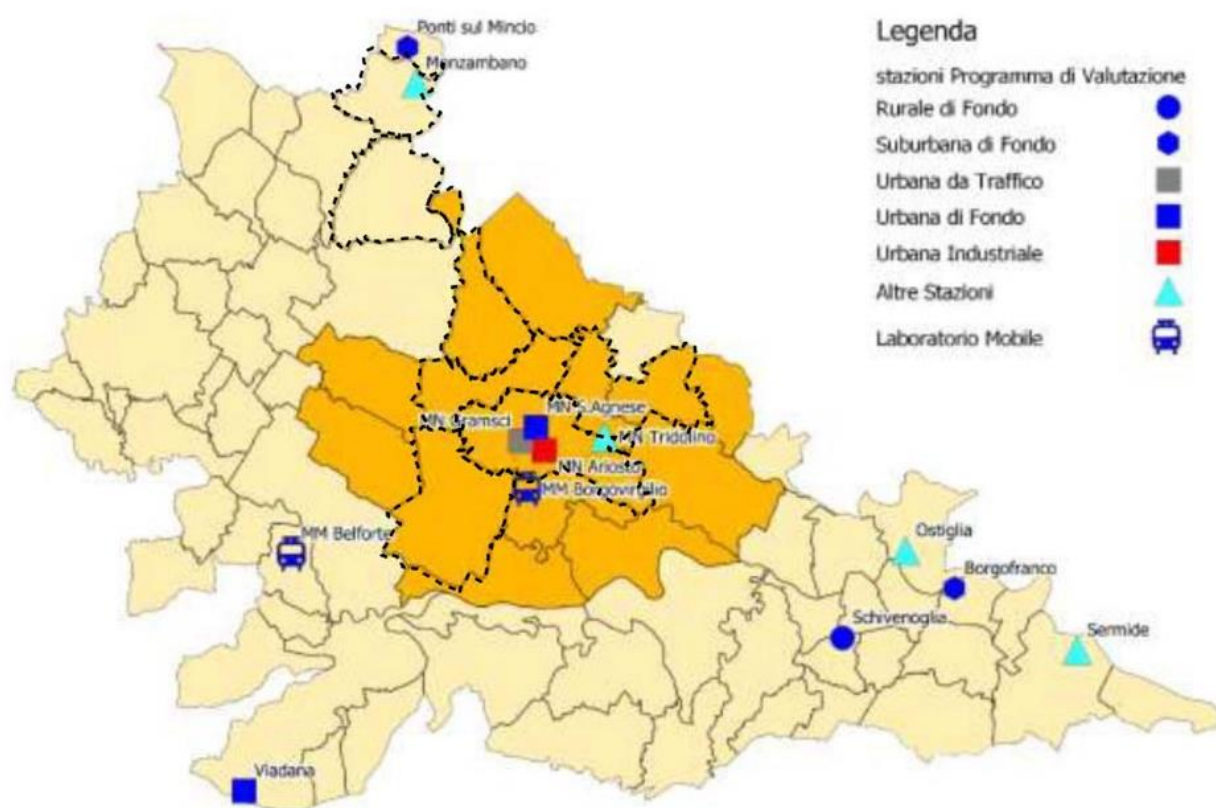 Ponti sul Mincio
Monzambano
Legenda
stazioni Programma di Valutazione
Rurale di Fondo
Suburbana di Fondo
Urbana da Traffico
Urbana di Fondo
Urbana Industriale
Altre Stazioni
Laboratorio Mobile
MN S.Agnese
MN Gramsci
MN Tridolino
MN Ariosto
MM Borgovirgilio
MM Belforte
Ostiglia
Borgofranco
Schivenoglia
Sermide
Viadana